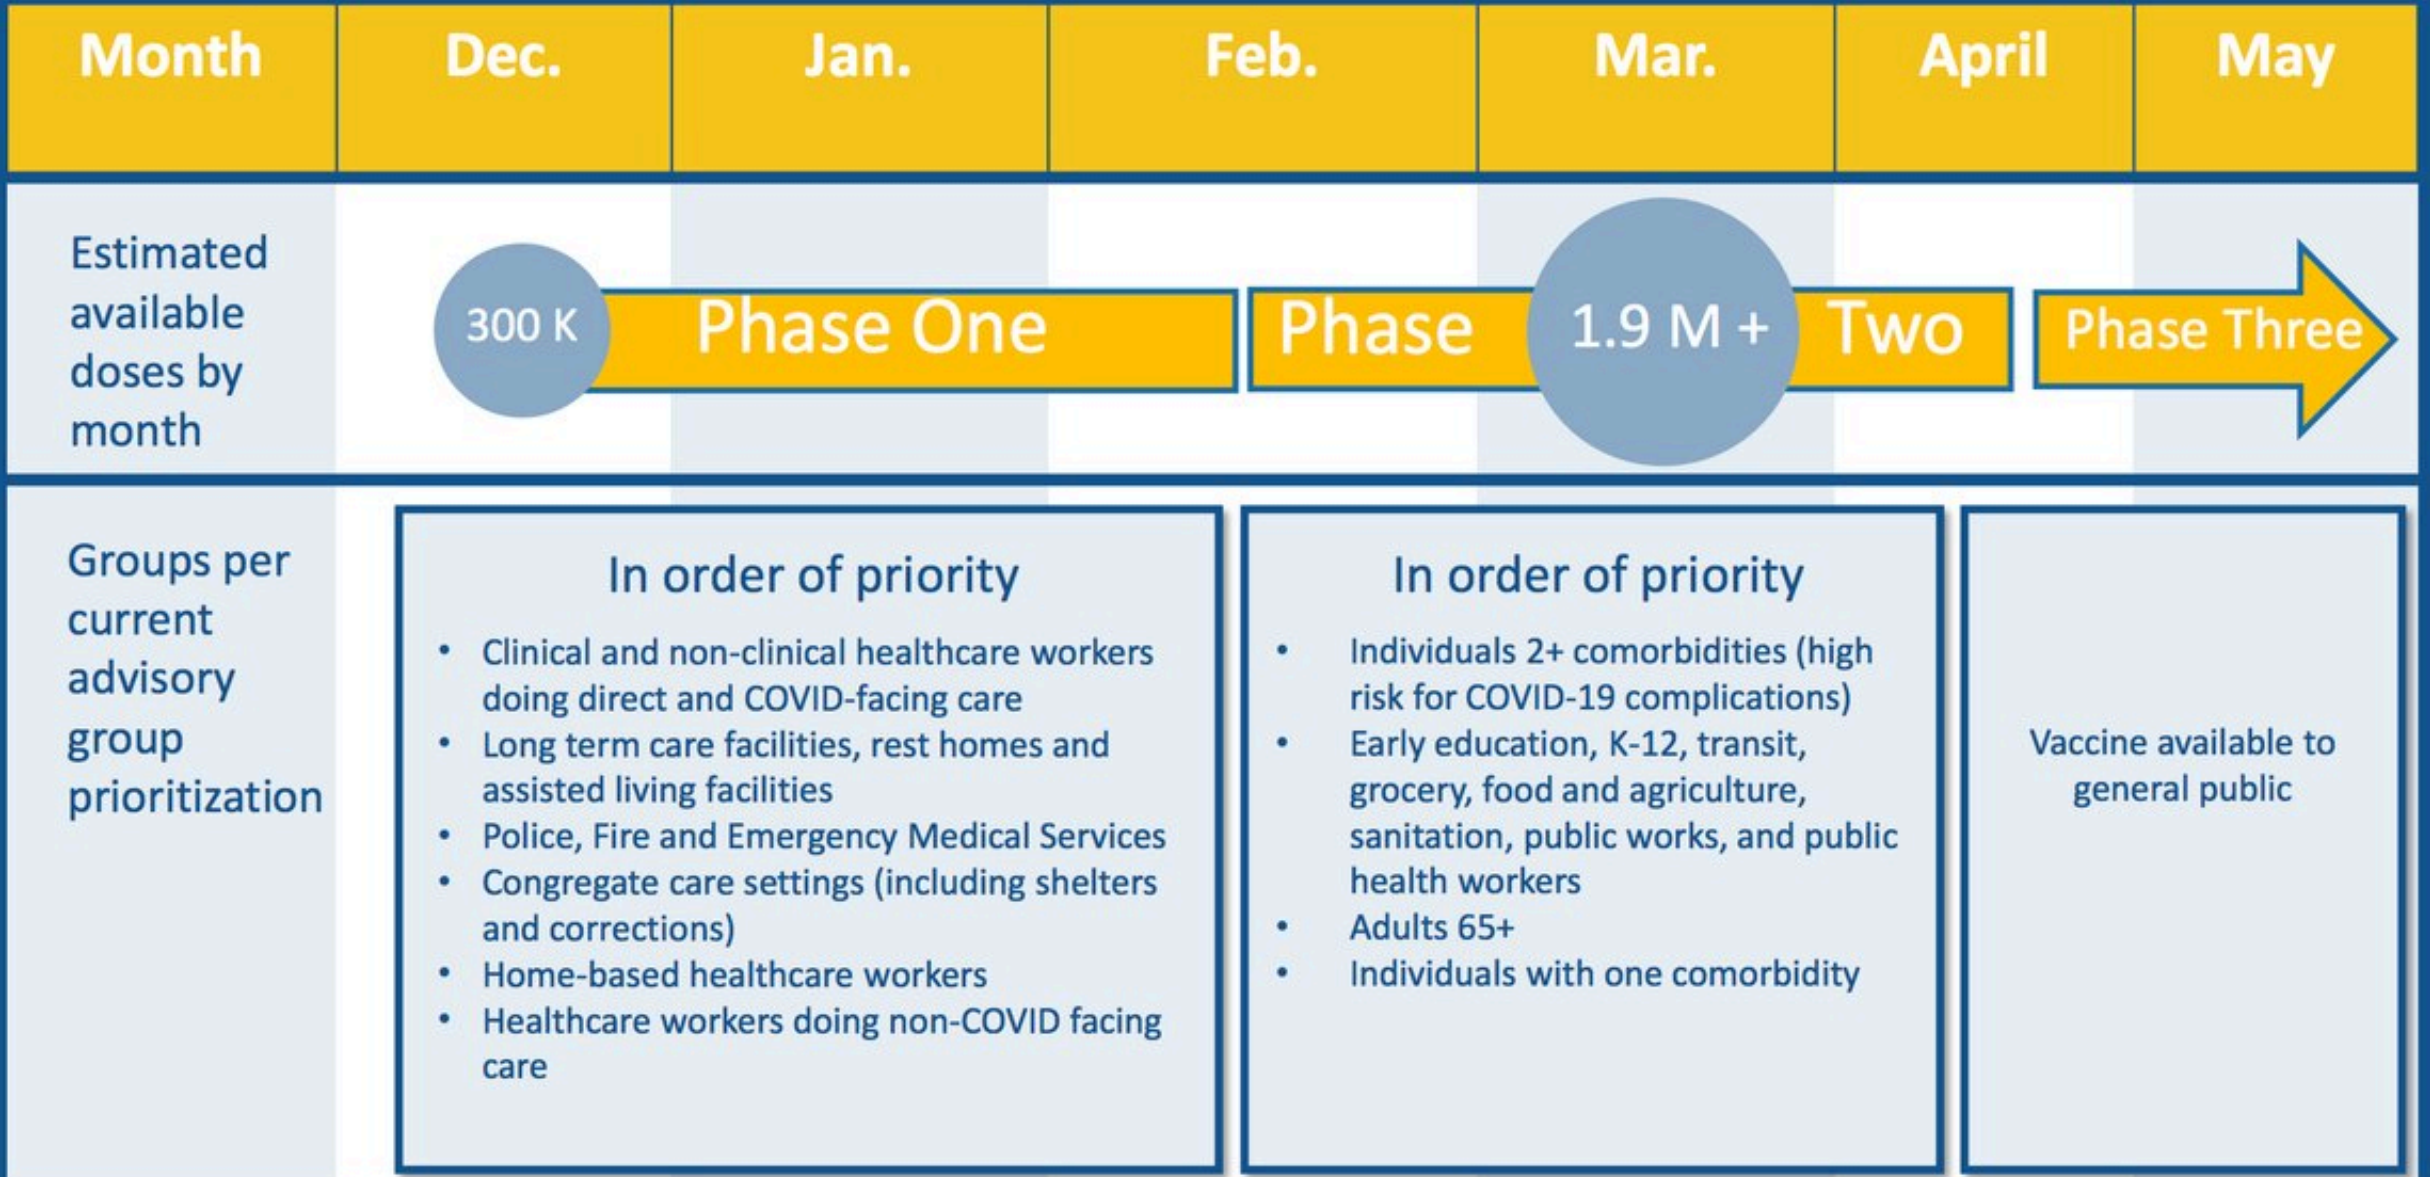 Month Dec. Jan. Feb. Mar. April May
Estimated
available
doses by
month
300 K Phase One Phase 1.9 M + Two Phase Three
Groups per
current
advisory
group
prioritization
In order of priority
• Clinical and non-clinical healthcare workers
doing direct and COVID-facing care
• Long term care facilities, rest homes and
assisted living facilities
• Police, Fire and Emergency Medical Services
• Congregate care settings (including shelters
and corrections)
• Home-based healthcare workers
• Healthcare workers doing non-COVID facing
care
In order of priority
• Individuals 2+ comorbidities (high
risk for COVID-19 complications)
• Early education, K-12, transit,
grocery, food and agriculture,
sanitation, public works, and public
health workers
• Adults 65+
• Individuals with one comorbidity
Vaccine available to
general public